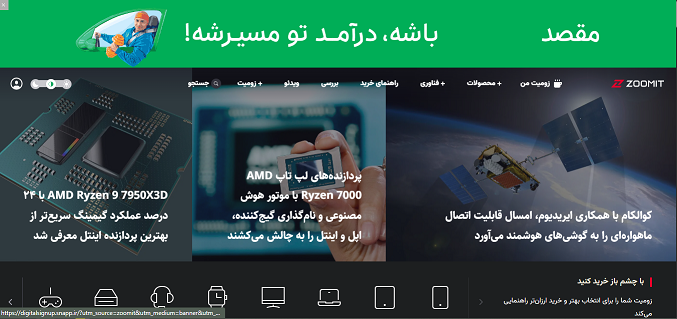 مقصد باشه، درآمد تو مسیرشه!
ZOOMIT
زومیت من
+ محصولات
+ فناوری
راهنمای خرید
بررسی
ویدئو
+ زومیت
جستجو
کوالکام با همکاری ایریدیوم، امسال قابلیت اتصال
ماهواره‌ای را به گوشی‌های هوشمند می‌آورد
پردازنده‌های لپ تاپ AMD
Ryzen 7000 با موتور هوش
مصنوعی و نام‌گذاری گیج‌کننده،
اپل و اینتل را به چالش می‌کشند
AMD Ryzen 9 7950X3D با ۲۴
درصد عملکرد گیمینگ سریع‌تر از
بهترین پردازنده اینتل معرفی شد
با چشم باز خرید کنید
زومیت شما را برای انتخاب بهتر و خرید ارزان‌تر راهنمایی
می‌کند
https://digitalsignup.snapp.ir/?utm_source=zoomit&utm_medium=banner&utm_...